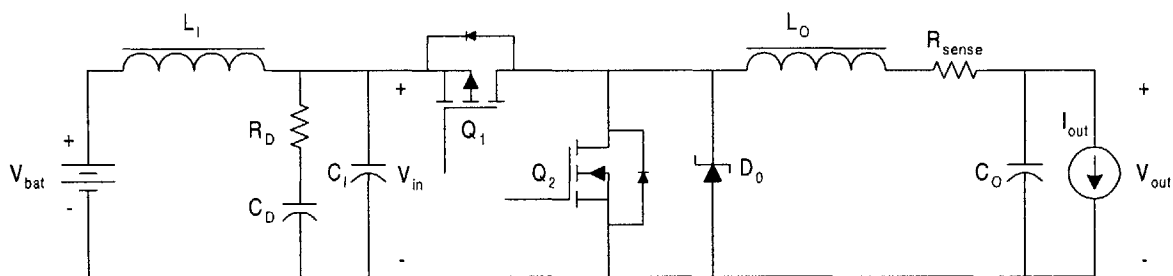 L_I
L_O
R_sense
+
R_D
Q_1
+
+
I_out
V_bat
C_I
V_in
Q_2
D_0
C_O
V_out
-
C_D
-
-